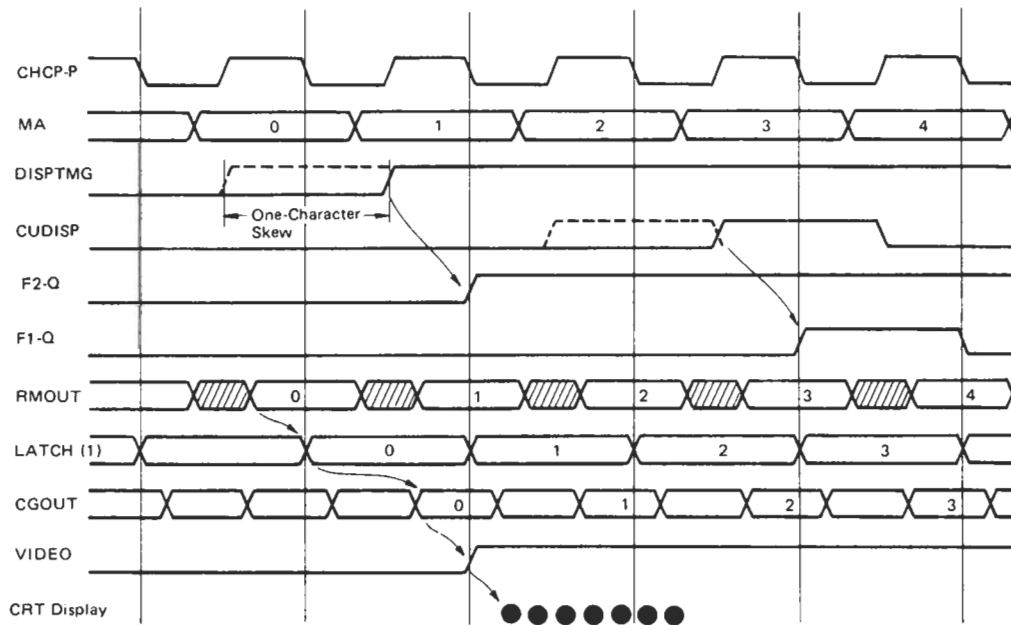 CHCP-P
MA 0 1 2 3 4
DISPTMG
One-Character
Skew
CUDISP
F2-Q
F1-Q
RMOUT 0 1 2 3 4
LATCH (1) 0 1 2 3
CGOUT 0 1 2 3
VIDEO
CRT Display